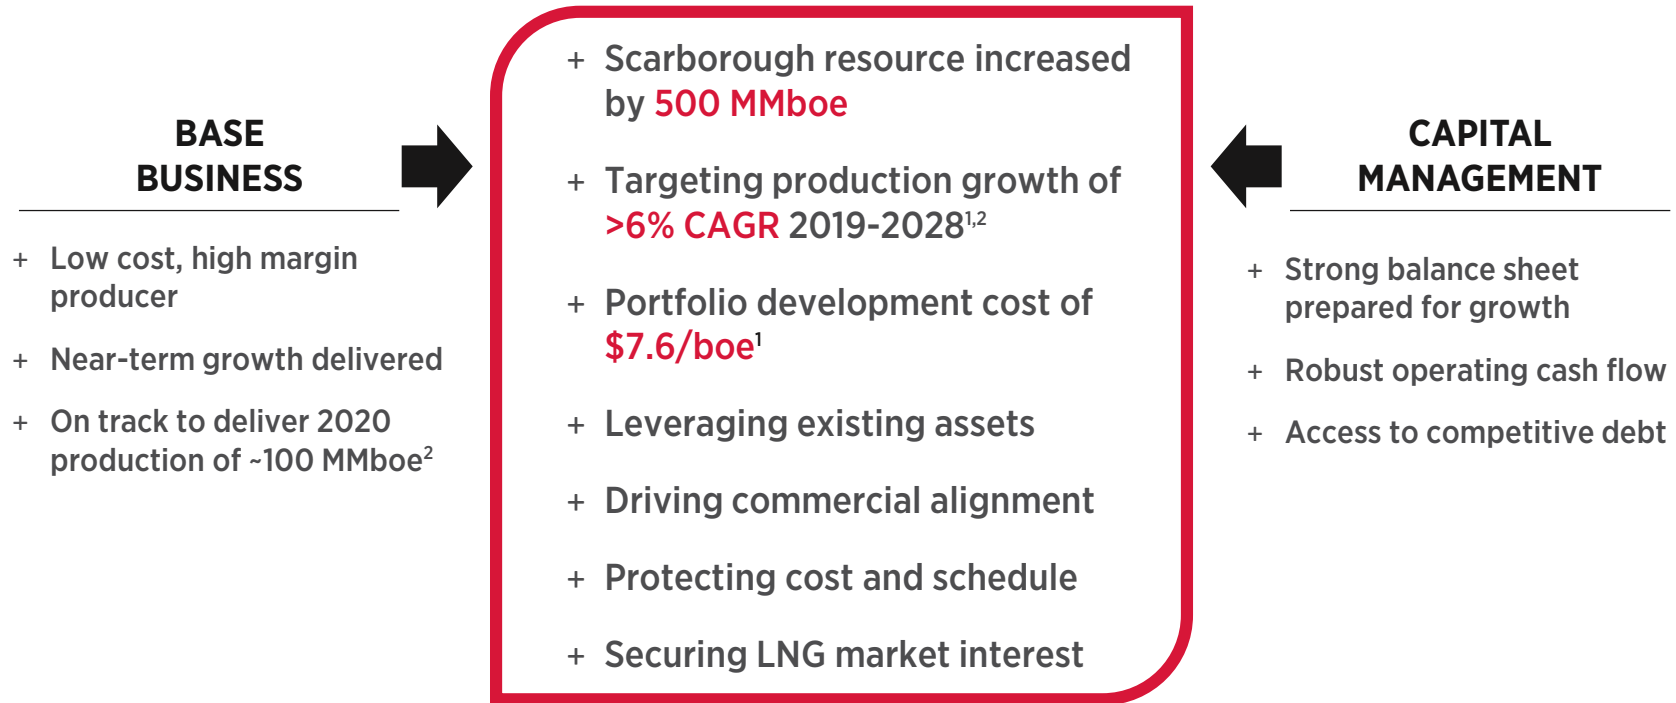 BASE
BUSINESS
+ Low cost, high margin
producer
+ Near-term growth delivered
+ On track to deliver 2020
production of ~100 MMboe²
+ Scarborough resource increased
by 500 MMboe
+ Targeting production growth of
>6% CAGR 2019-2028¹,²
+ Portfolio development cost of
$7.6/boe¹
+ Leveraging existing assets
+ Driving commercial alignment
+ Protecting cost and schedule
+ Securing LNG market interest
CAPITAL
MANAGEMENT
+ Strong balance sheet
prepared for growth
+ Robust operating cash flow
+ Access to competitive debt